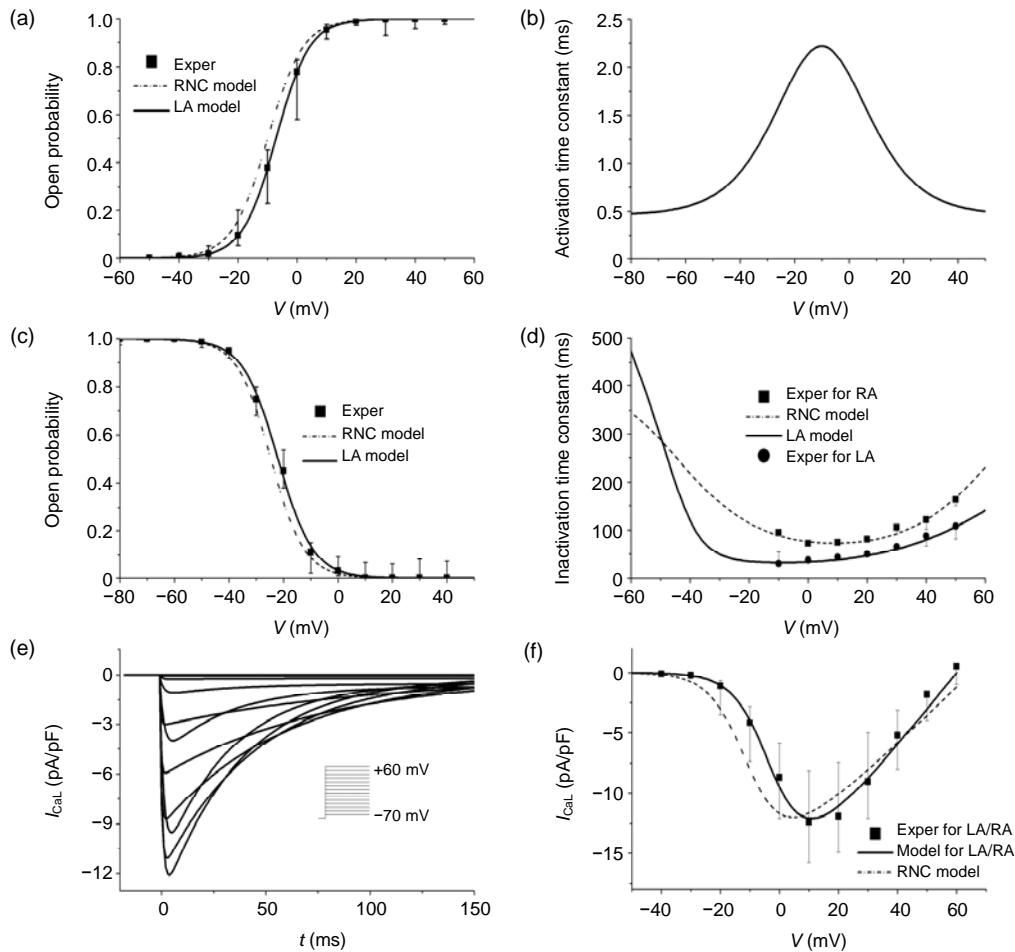 (a)
Open probability
1.0
0.8
0.6
0.4
0.2
0
Exper
RNC model
LA model
−60 −40 −20 0 20 40 60
V (mV)
(b)
Activation time constant (ms)
2.5
2.0
1.5
1.0
0.5
0
−80 −60 −40 −20 0 20 40
V (mV)
(c)
Open probability
1.0
0.8
0.6
0.4
0.2
0
Exper
RNC model
LA model
−80 −60 −40 −20 0 20 40
V (mV)
(d)
Inactivation time constant (ms)
500
400
300
200
100
0
Exper for RA
RNC model
LA model
Exper for LA
−60 −40 −20 0 20 40 60
V (mV)
(e)
I_CaL (pA/pF)
0
−3
−6
−9
−12
+60 mV
−70 mV
0 50 100 150
t (ms)
(f)
I_CaL (pA/pF)
0
−5
−10
−15
Exper for LA/RA
Model for LA/RA
RNC model
−40 −20 0 20 40 60
V (mV)